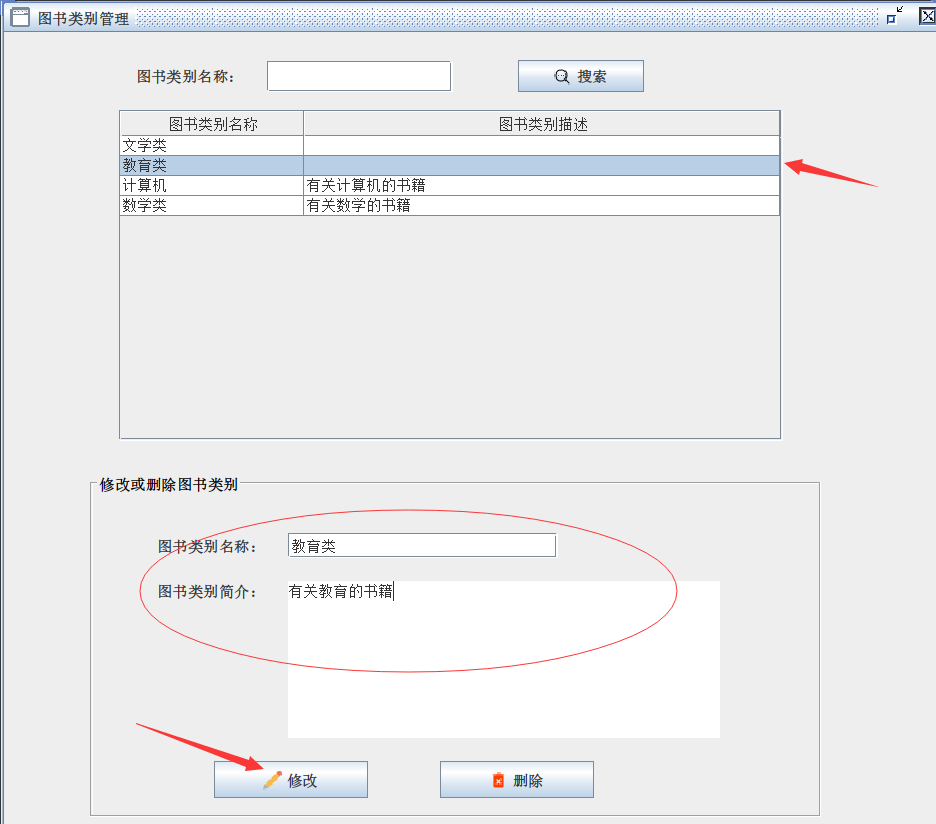 图书类别管理
图书类别名称： 搜索
图书类别名称 图书类别描述
文学类
教育类
计算机 有关计算机的书籍
数学类 有关数学的书籍
修改或删除图书类别
图书类别名称： 教育类
图书类别简介： 有关教育的书籍
修改 删除